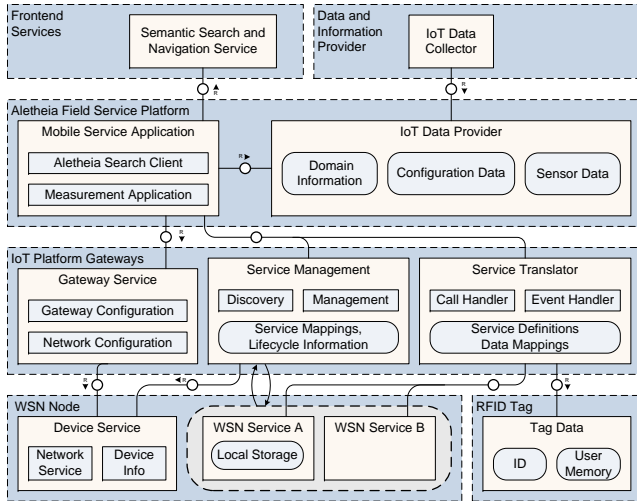 Frontend
Services
Semantic Search and
Navigation Service
Data and
Information
Provider
IoT Data
Collector
R
R
Aletheia Field Service Platform
Mobile Service Application
Aletheia Search Client
Measurement Application
R
IoT Data Provider
Domain
Information
Configuration Data
Sensor Data
R
IoT Platform Gateways
Gateway Service
Gateway Configuration
Network Configuration
Service Management
Discovery
Management
Service Mappings,
Lifecycle Information
Service Translator
Call Handler
Event Handler
Service Definitions
Data Mappings
R
R
R
R
WSN Node
Device Service
Network
Service
Device
Info
WSN Service A
Local Storage
WSN Service B
RFID Tag
Tag Data
ID
User
Memory